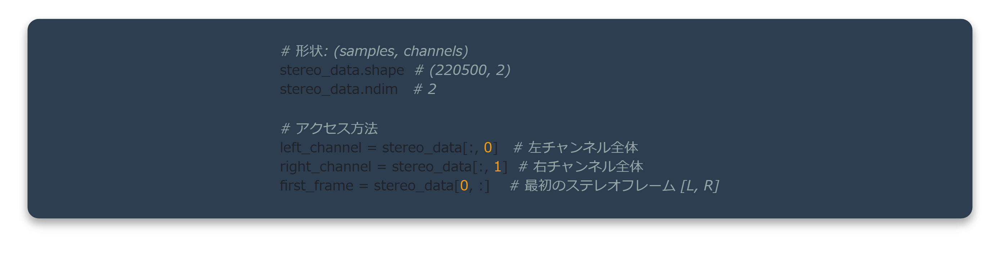 # 形状: (samples, channels)
stereo_data.shape  # (220500, 2)
stereo_data.ndim   # 2
# アクセス方法
left_channel = stereo_data[:, 0]   # 左チャンネル全体
right_channel = stereo_data[:, 1]  # 右チャンネル全体
first_frame = stereo_data[0, :]    # 最初のステレオフレーム [L, R]